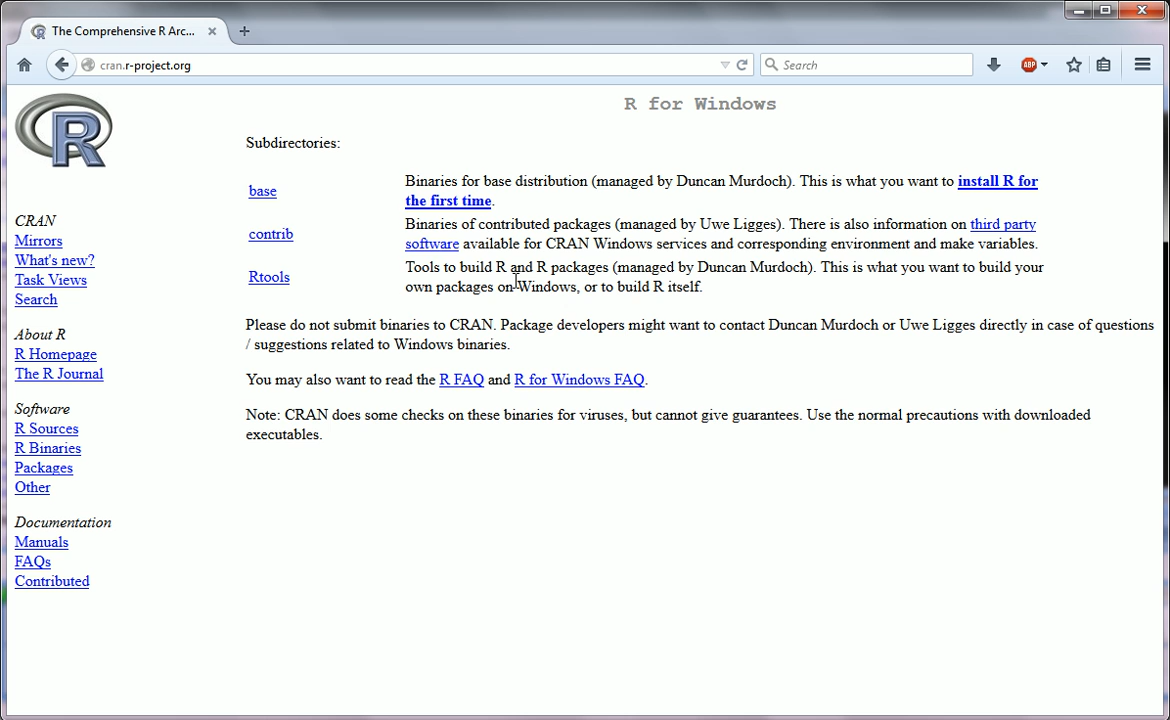 The Comprehensive R Arc...
cran.r-project.org
Search
ABP
R
R for Windows
Subdirectories:
base
Binaries for base distribution (managed by Duncan Murdoch). This is what you want to install R for
the first time.
contrib
Binaries of contributed packages (managed by Uwe Ligges). There is also information on third party
software available for CRAN Windows services and corresponding environment and make variables.
Rtools
Tools to build R and R packages (managed by Duncan Murdoch). This is what you want to build your
own packages on Windows, or to build R itself.
Please do not submit binaries to CRAN. Package developers might want to contact Duncan Murdoch or Uwe Ligges directly in case of questions
/ suggestions related to Windows binaries.
You may also want to read the R FAQ and R for Windows FAQ.
Note: CRAN does some checks on these binaries for viruses, but cannot give guarantees. Use the normal precautions with downloaded
executables.
CRAN
Mirrors
What's new?
Task Views
Search
About R
R Homepage
The R Journal
Software
R Sources
R Binaries
Packages
Other
Documentation
Manuals
FAQs
Contributed